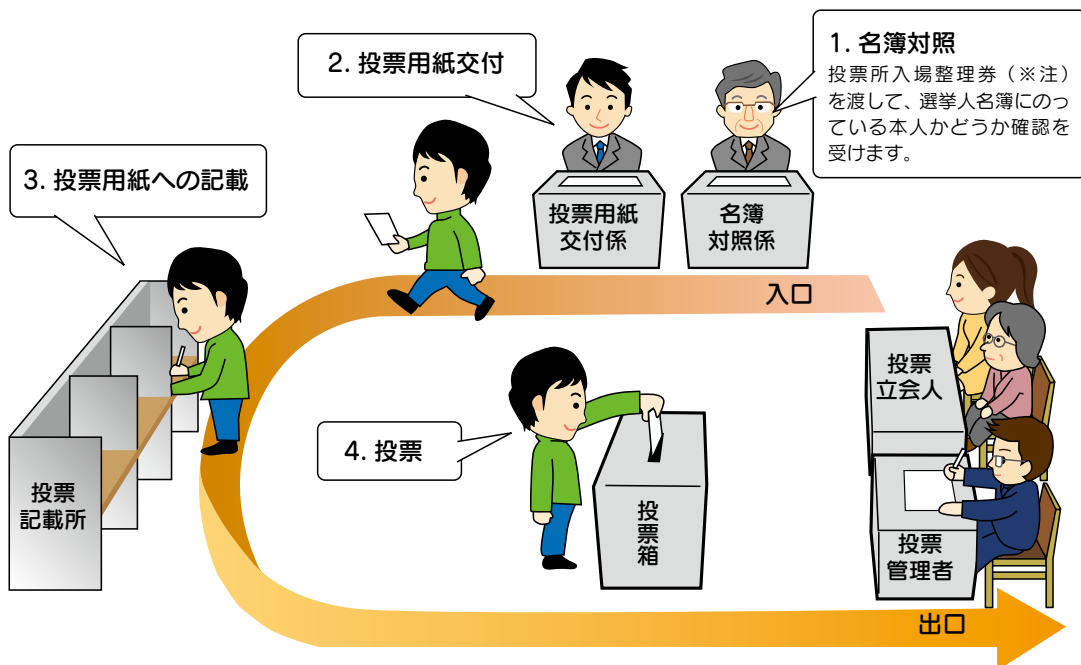 1. 名簿対照
投票所入場整理券（※注）
を渡して、選挙人名簿にのっ
ている本人かどうか確認を
受けます。
2. 投票用紙交付
3. 投票用紙への記載
投票用紙
交付係
名簿
対照係
入口
投票
立会人
4. 投票
投票
記載所
投票箱
投票
管理者
出口